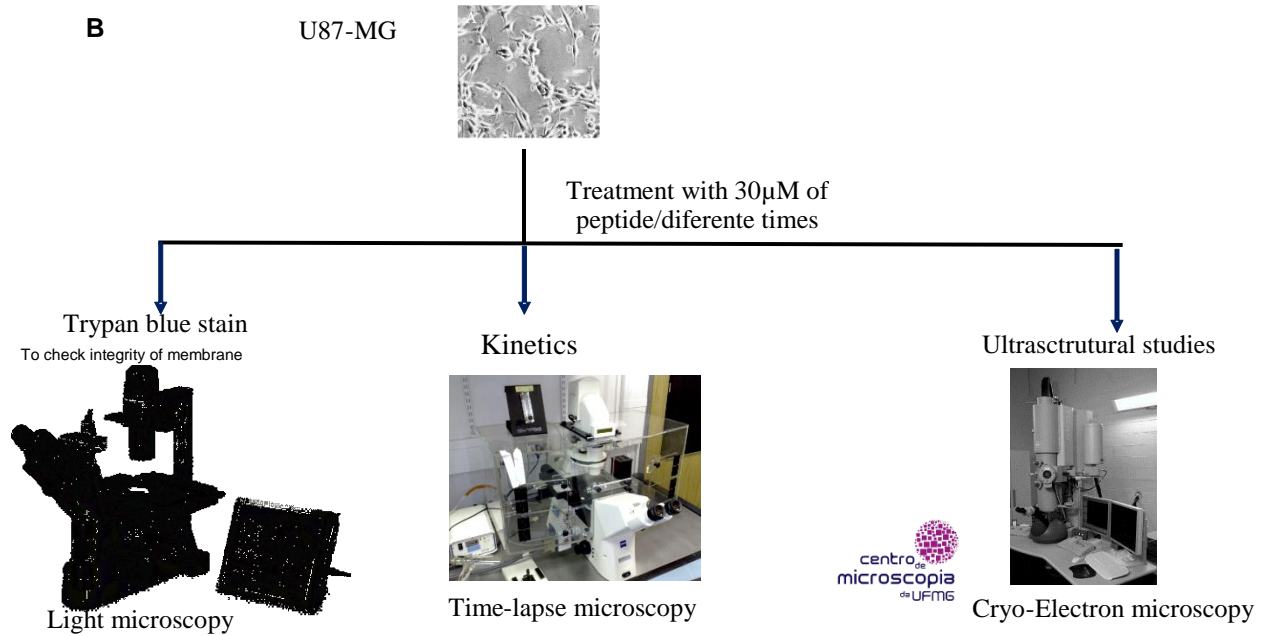 B
U87-MG
Treatment with 30µM of
peptide/diferente times
Trypan blue stain
To check integrity of membrane
Kinetics
Ultrasctrutural studies
centro
de
microscopia
da UFMG
Light microscopy
Time-lapse microscopy
Cryo-Electron microscopy